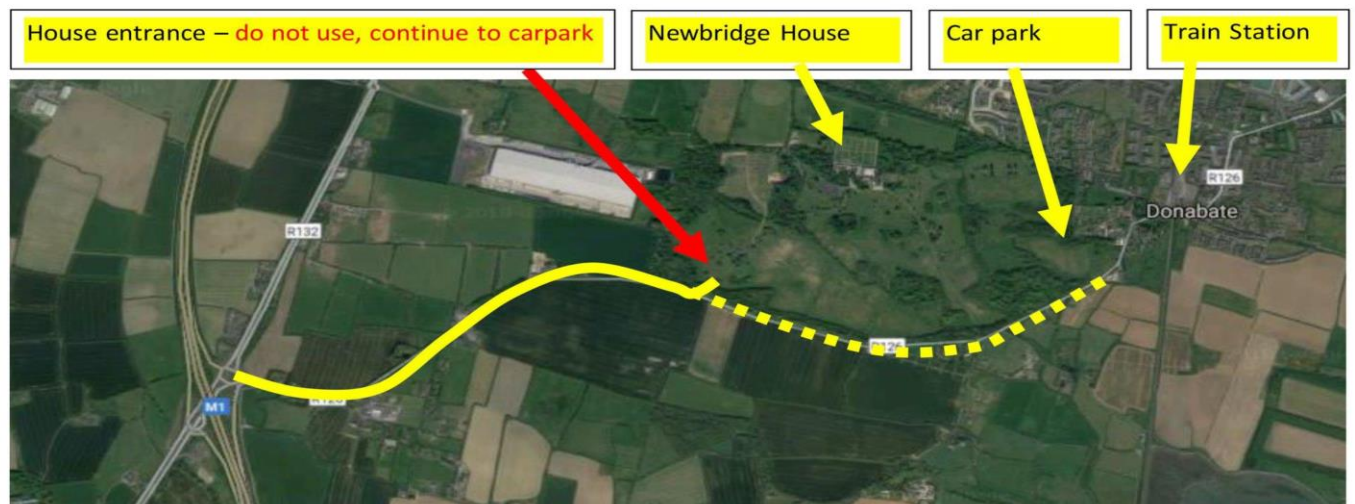 House entrance – do not use, continue to carpark
Newbridge House
Car park
Train Station
R126
Donabate
R132
R126
M1